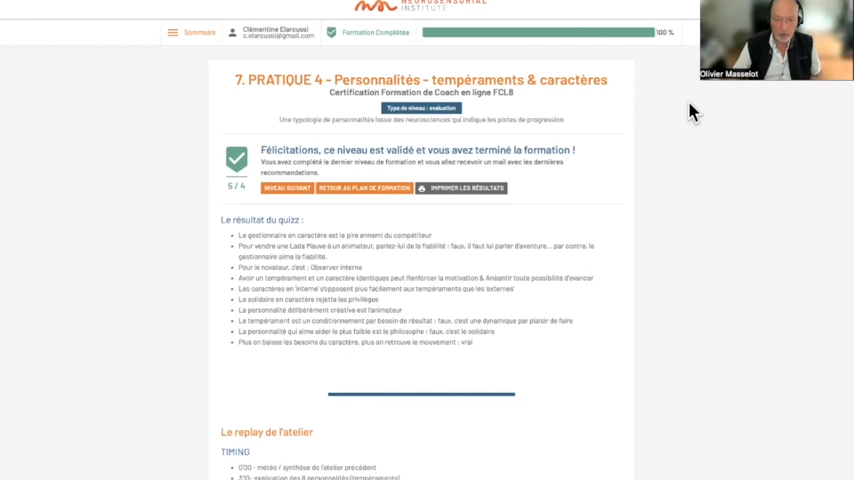 NEUROSENSORIAL
INSTITUTE
Sommaire
Clémentine Elaroussi
c.elaroussi@gmail.com
Formation Complétée
100 %
Olivier Masselot
7. PRATIQUE 4 - Personnalités - tempéraments & caractères
Certification Formation de Coach en ligne FCL8
Type de niveau : evaluation
Une typologie de personnalités issue des neurosciences qui indique les pistes de progression
Félicitations, ce niveau est validé et vous avez terminé la formation !
Vous avez complété le dernier niveau de formation et vous allez recevoir un mail avec les dernières
recommandations.
5 / 4
NIVEAU SUIVANT
RETOUR AU PLAN DE FORMATION
IMPRIMER LES RÉSULTATS
Le résultat du quizz :
Le gestionnaire en caractère est le pire ennemi du compétiteur
Pour vendre une Lada Mauve à un animateur, parlez-lui de la fiabilité : faux, il faut lui parler d'aventure... par contre, le
gestionnaire aime la fiabilité.
Pour le novateur, c'est : Observer interne
Avoir un tempérament et un caractère identiques peut Renforcer la motivation & Anéantir toute possibilité d'avancer
Les caractères en 'interne' s'opposent plus facilement aux tempéraments que les 'externes'
Le solidaire en caractère rejette les privilèges
La personnalité délibérément créative est l'animateur
Le tempérament est un conditionnement par besoin de résultat : faux, c'est une dynamique par plaisir de faire
La personnalité qui aime aider le plus faible est le philosophe : faux, c'est le solidaire
Plus on baisse les besoins du caractère, plus on retrouve le mouvement : vrai
Le replay de l'atelier
TIMING
0'00 - météo / synthèse de l'atelier précédent
explication des 8 personnalités (tempéraments)